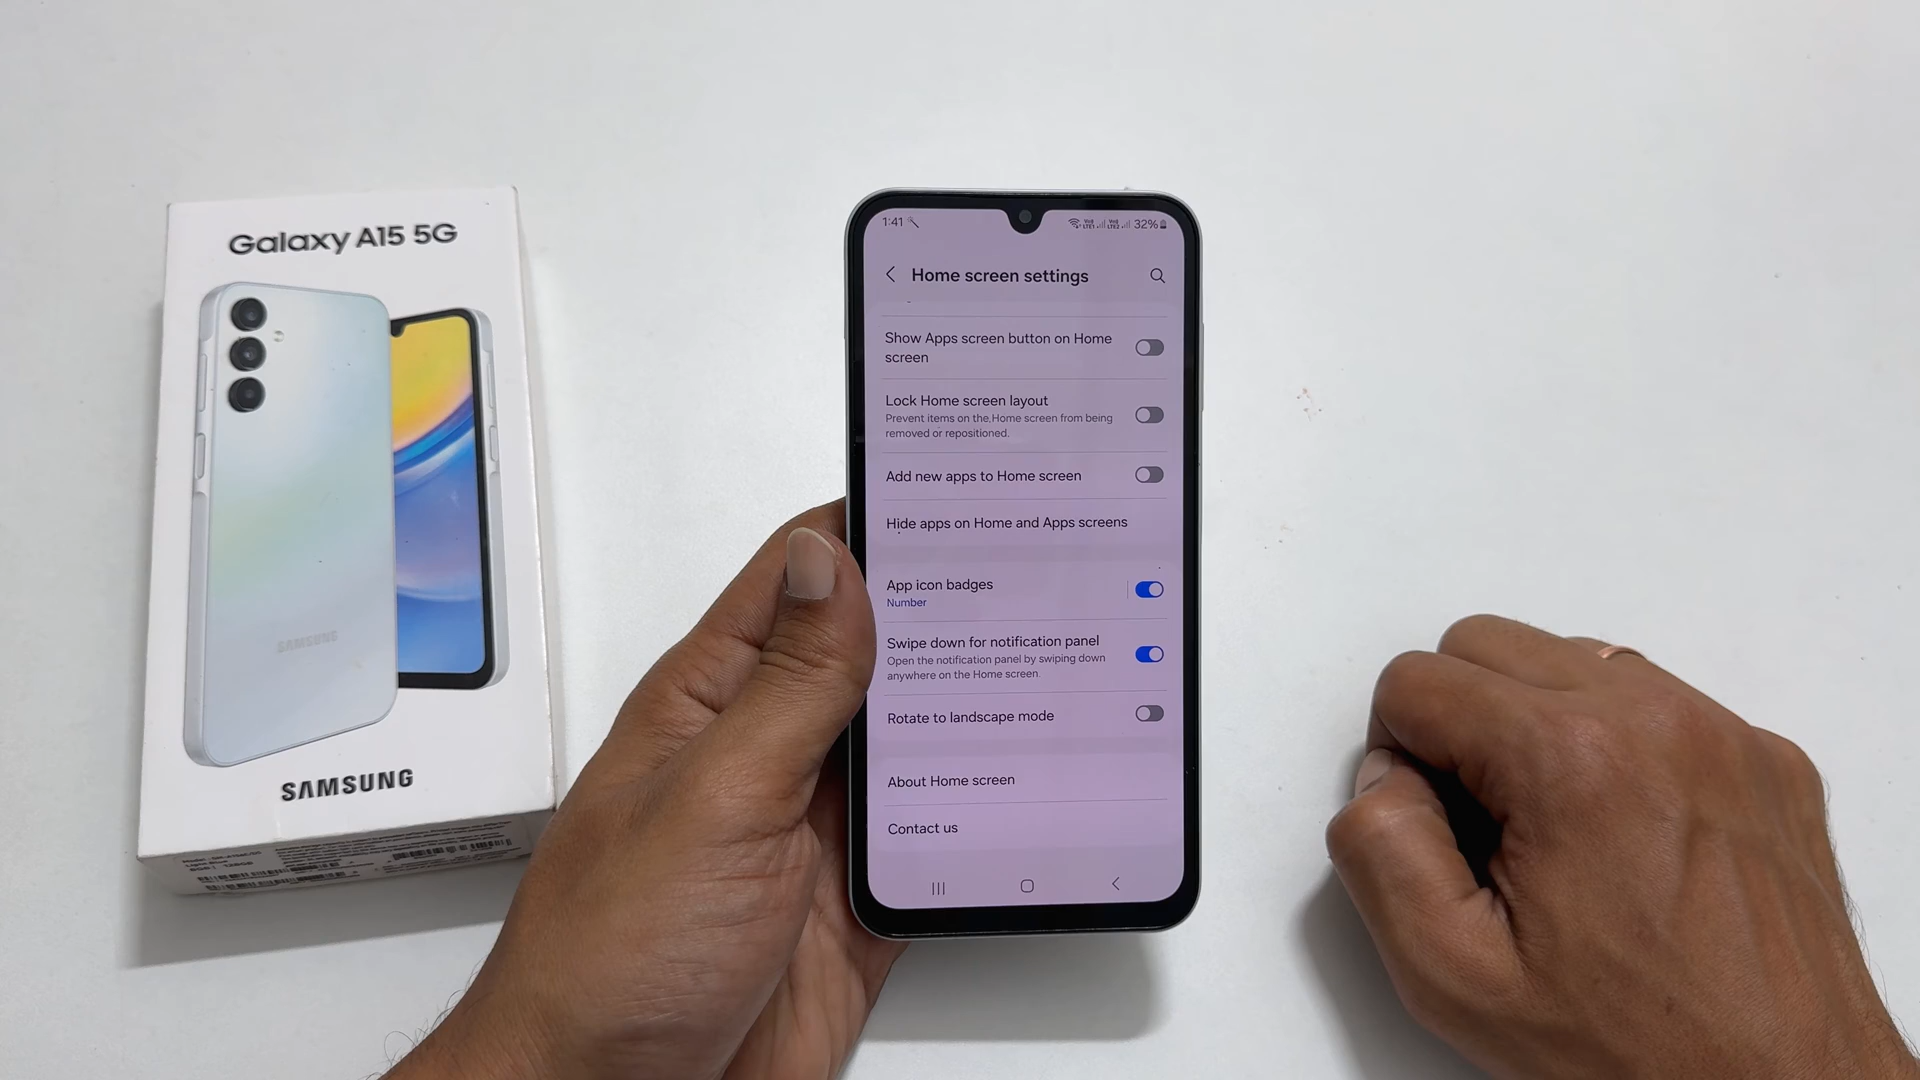 Galaxy A15 5G
SAMSUNG
SAMSUNG
1:41
32%
Home screen settings
Show Apps screen button on Home
screen
Lock Home screen layout
Prevent items on the Home screen from being
removed or repositioned.
Add new apps to Home screen
Hide apps on Home and Apps screens
App icon badges
Number
Swipe down for notification panel
Open the notification panel by swiping down
anywhere on the Home screen.
Rotate to landscape mode
About Home screen
Contact us